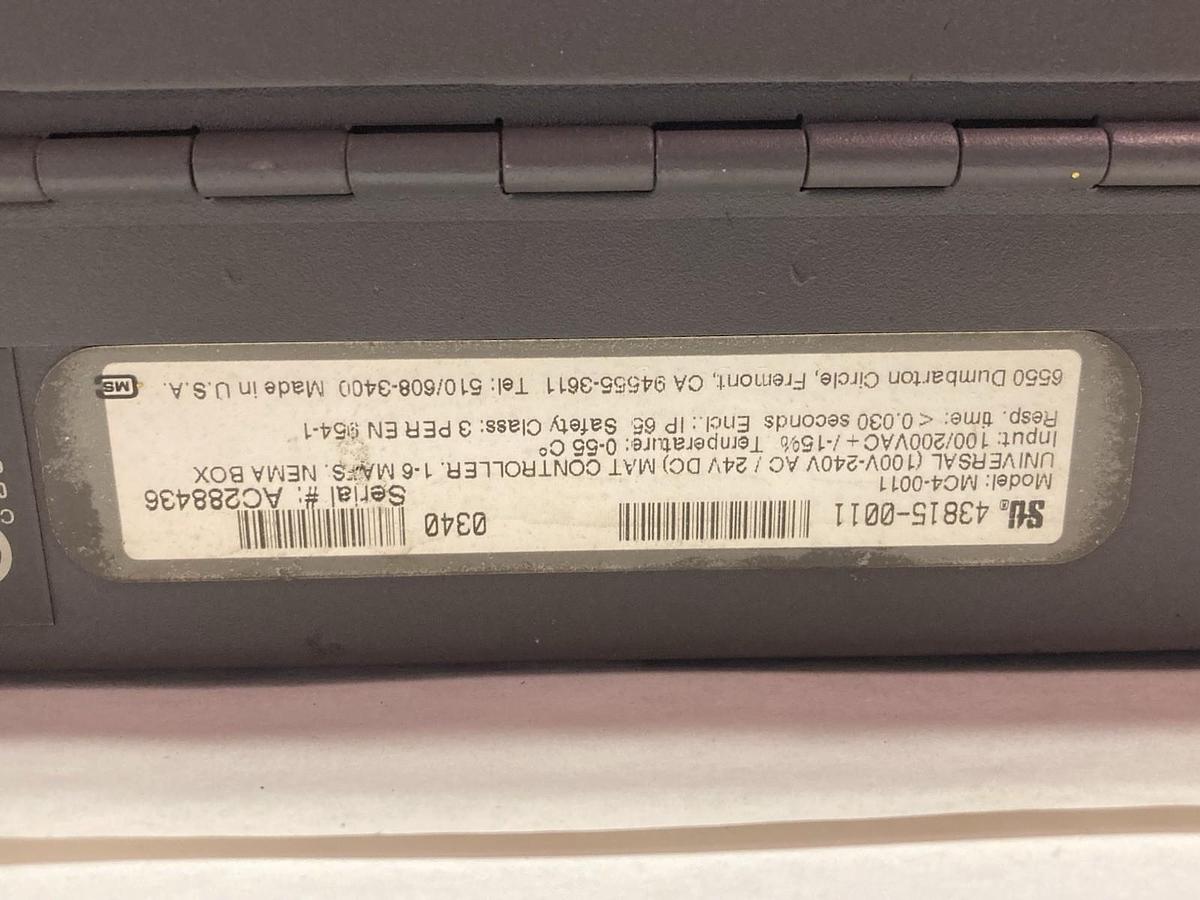 STI® 43815-0011 0340
Model: MC4-0011 Serial #: AC288436
UNIVERSAL (100V-240V AC / 24V DC) MAT CONTROLLER. 1-6 MATS. NEMA BOX
Input: 100/200VAC +/-15% Temperature: 0-55 C°
Resp. time: < 0.030 seconds Encl.: IP 65 Safety Class: 3 PER EN 954-1
6550 Dumbarton Circle, Fremont, CA 94555-3611 Tel: 510/608-3400 Made in U.S.A. MS